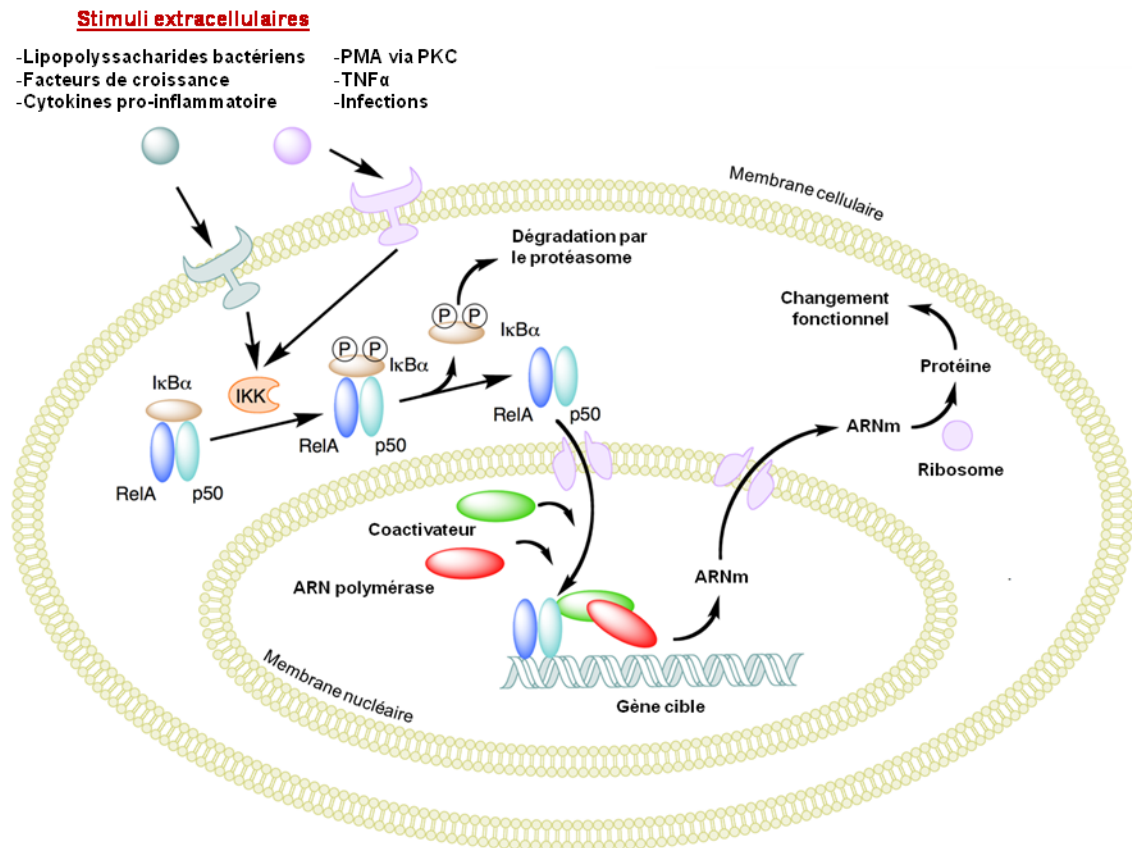 Stimuli extracellulaires
-Lipopolyssacharides bactériens
-Facteurs de croissance
-Cytokines pro-inflammatoire
-PMA via PKC
-TNFα
-Infections
Membrane cellulaire
Dégradation par
le protéasome
P P
IκBα
Changement
fonctionnel
P P
IκBα
Protéine
IκBα
IKK
RelA
p50
ARNm
RelA
p50
Ribosome
RelA
p50
Coactivateur
ARN polymérase
ARNm
Membrane nucléaire
Gène cible